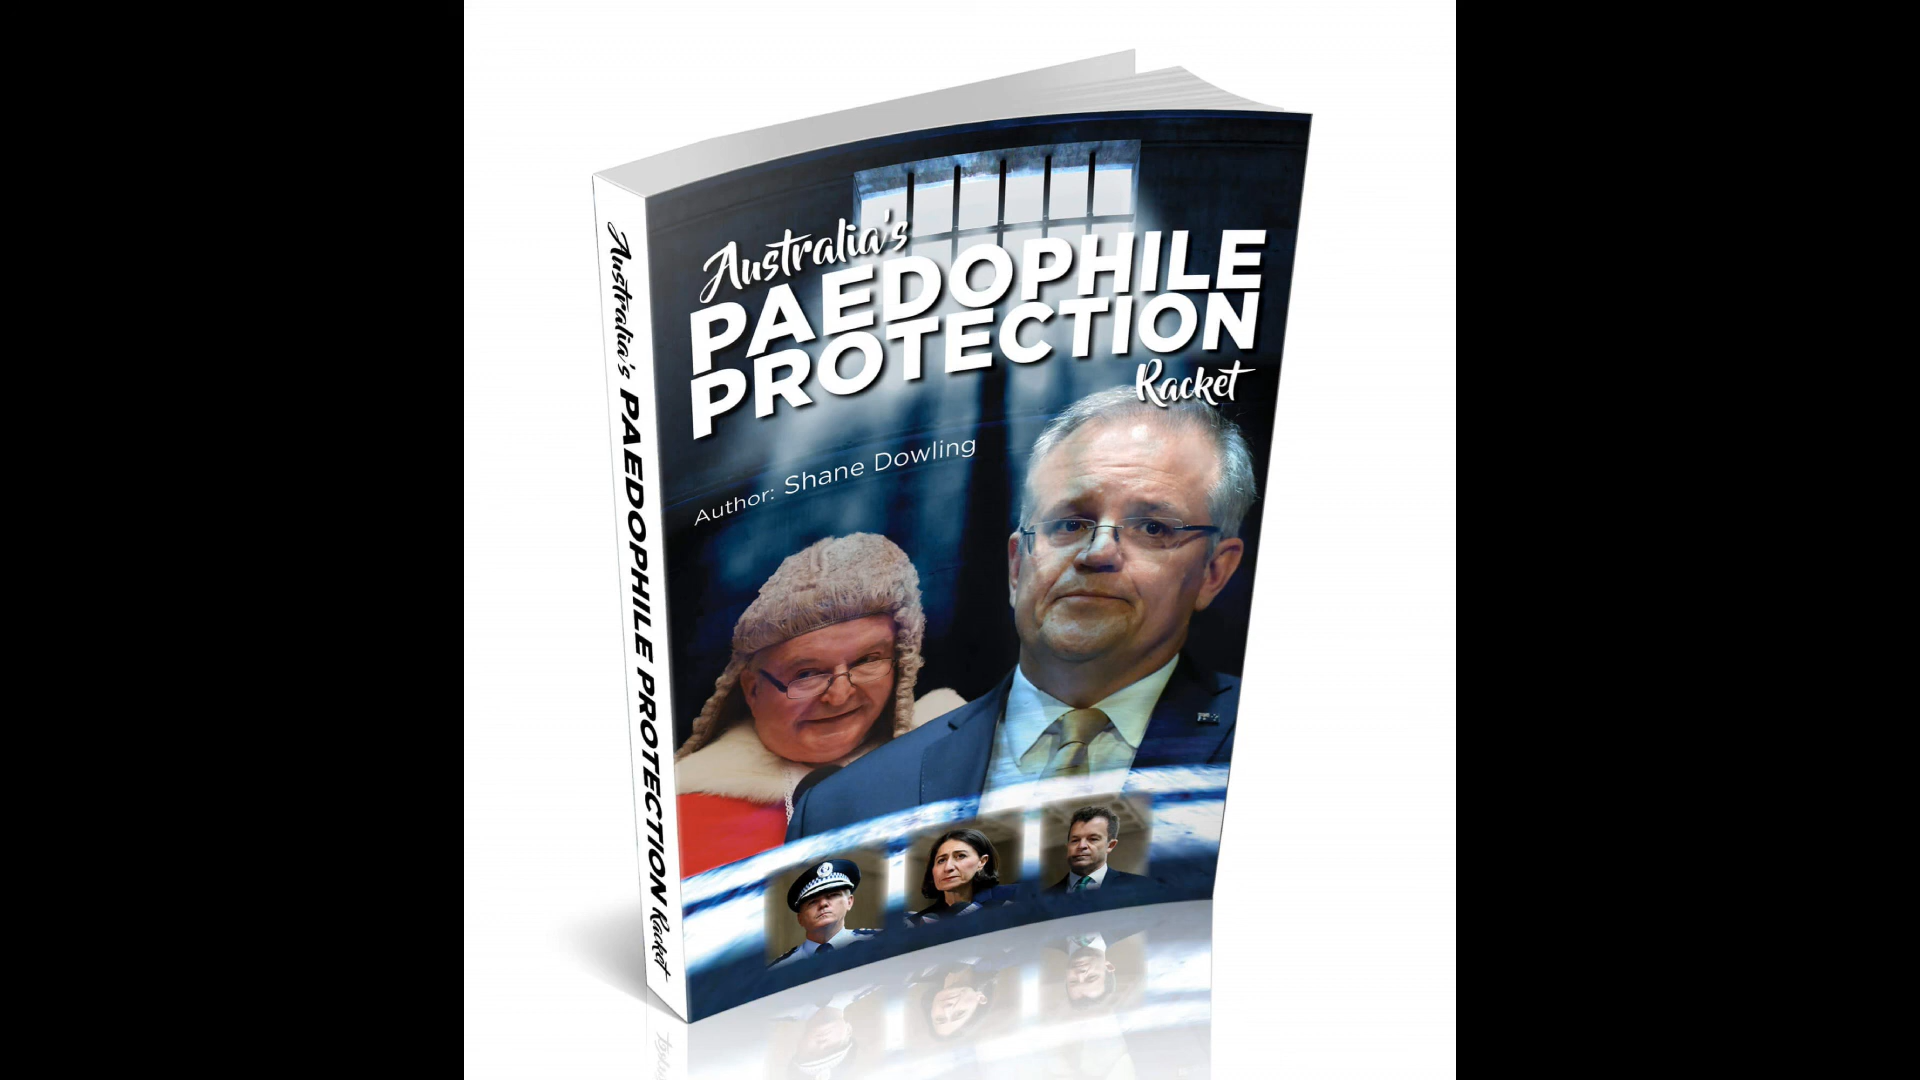 Australia's
PAEDOPHILE
PROTECTION
Racket
Author: Shane Dowling
Australia's PAEDOPHILE PROTECTION Racket